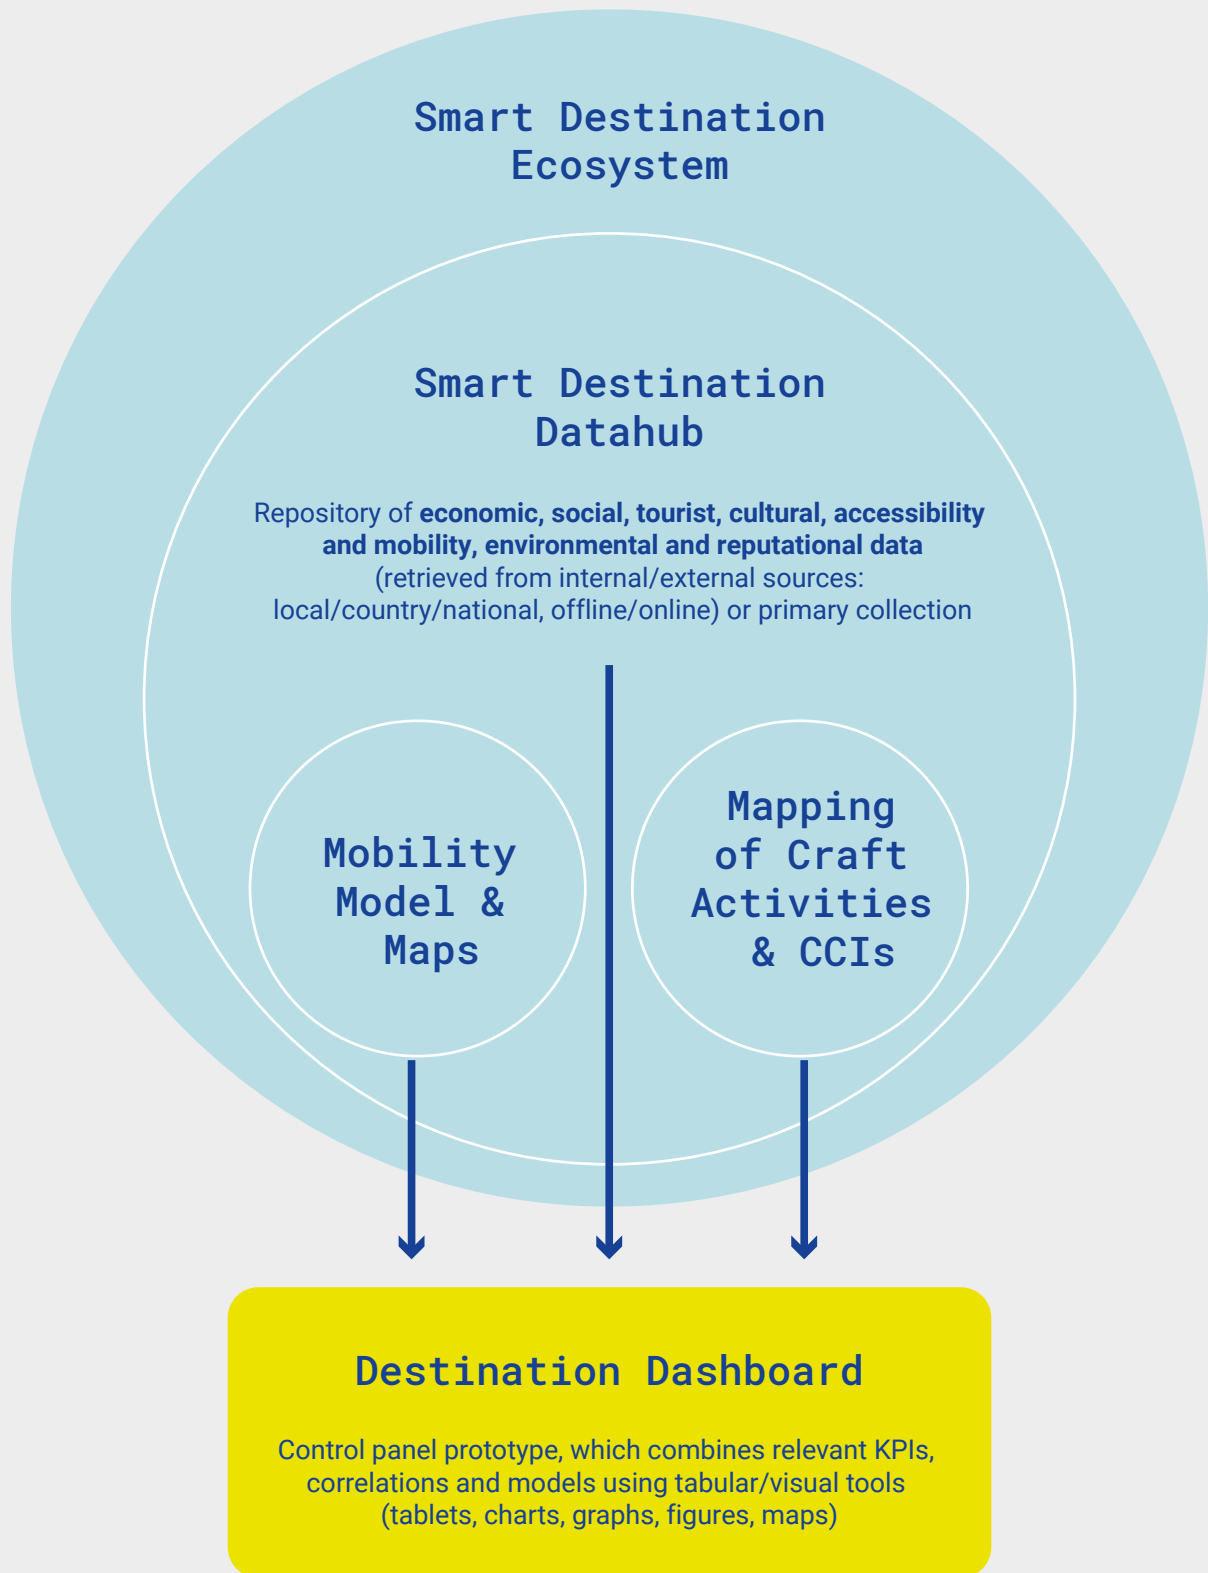 Smart Destination
Ecosystem
Smart Destination
Datahub
Repository of economic, social, tourist, cultural, accessibility
and mobility, environmental and reputational data
(retrieved from internal/external sources:
local/country/national, offline/online) or primary collection
Mobility
Model &
Maps
Mapping
of Craft
Activities
& CCIs
Destination Dashboard
Control panel prototype, which combines relevant KPIs,
correlations and models using tabular/visual tools
(tablets, charts, graphs, figures, maps)